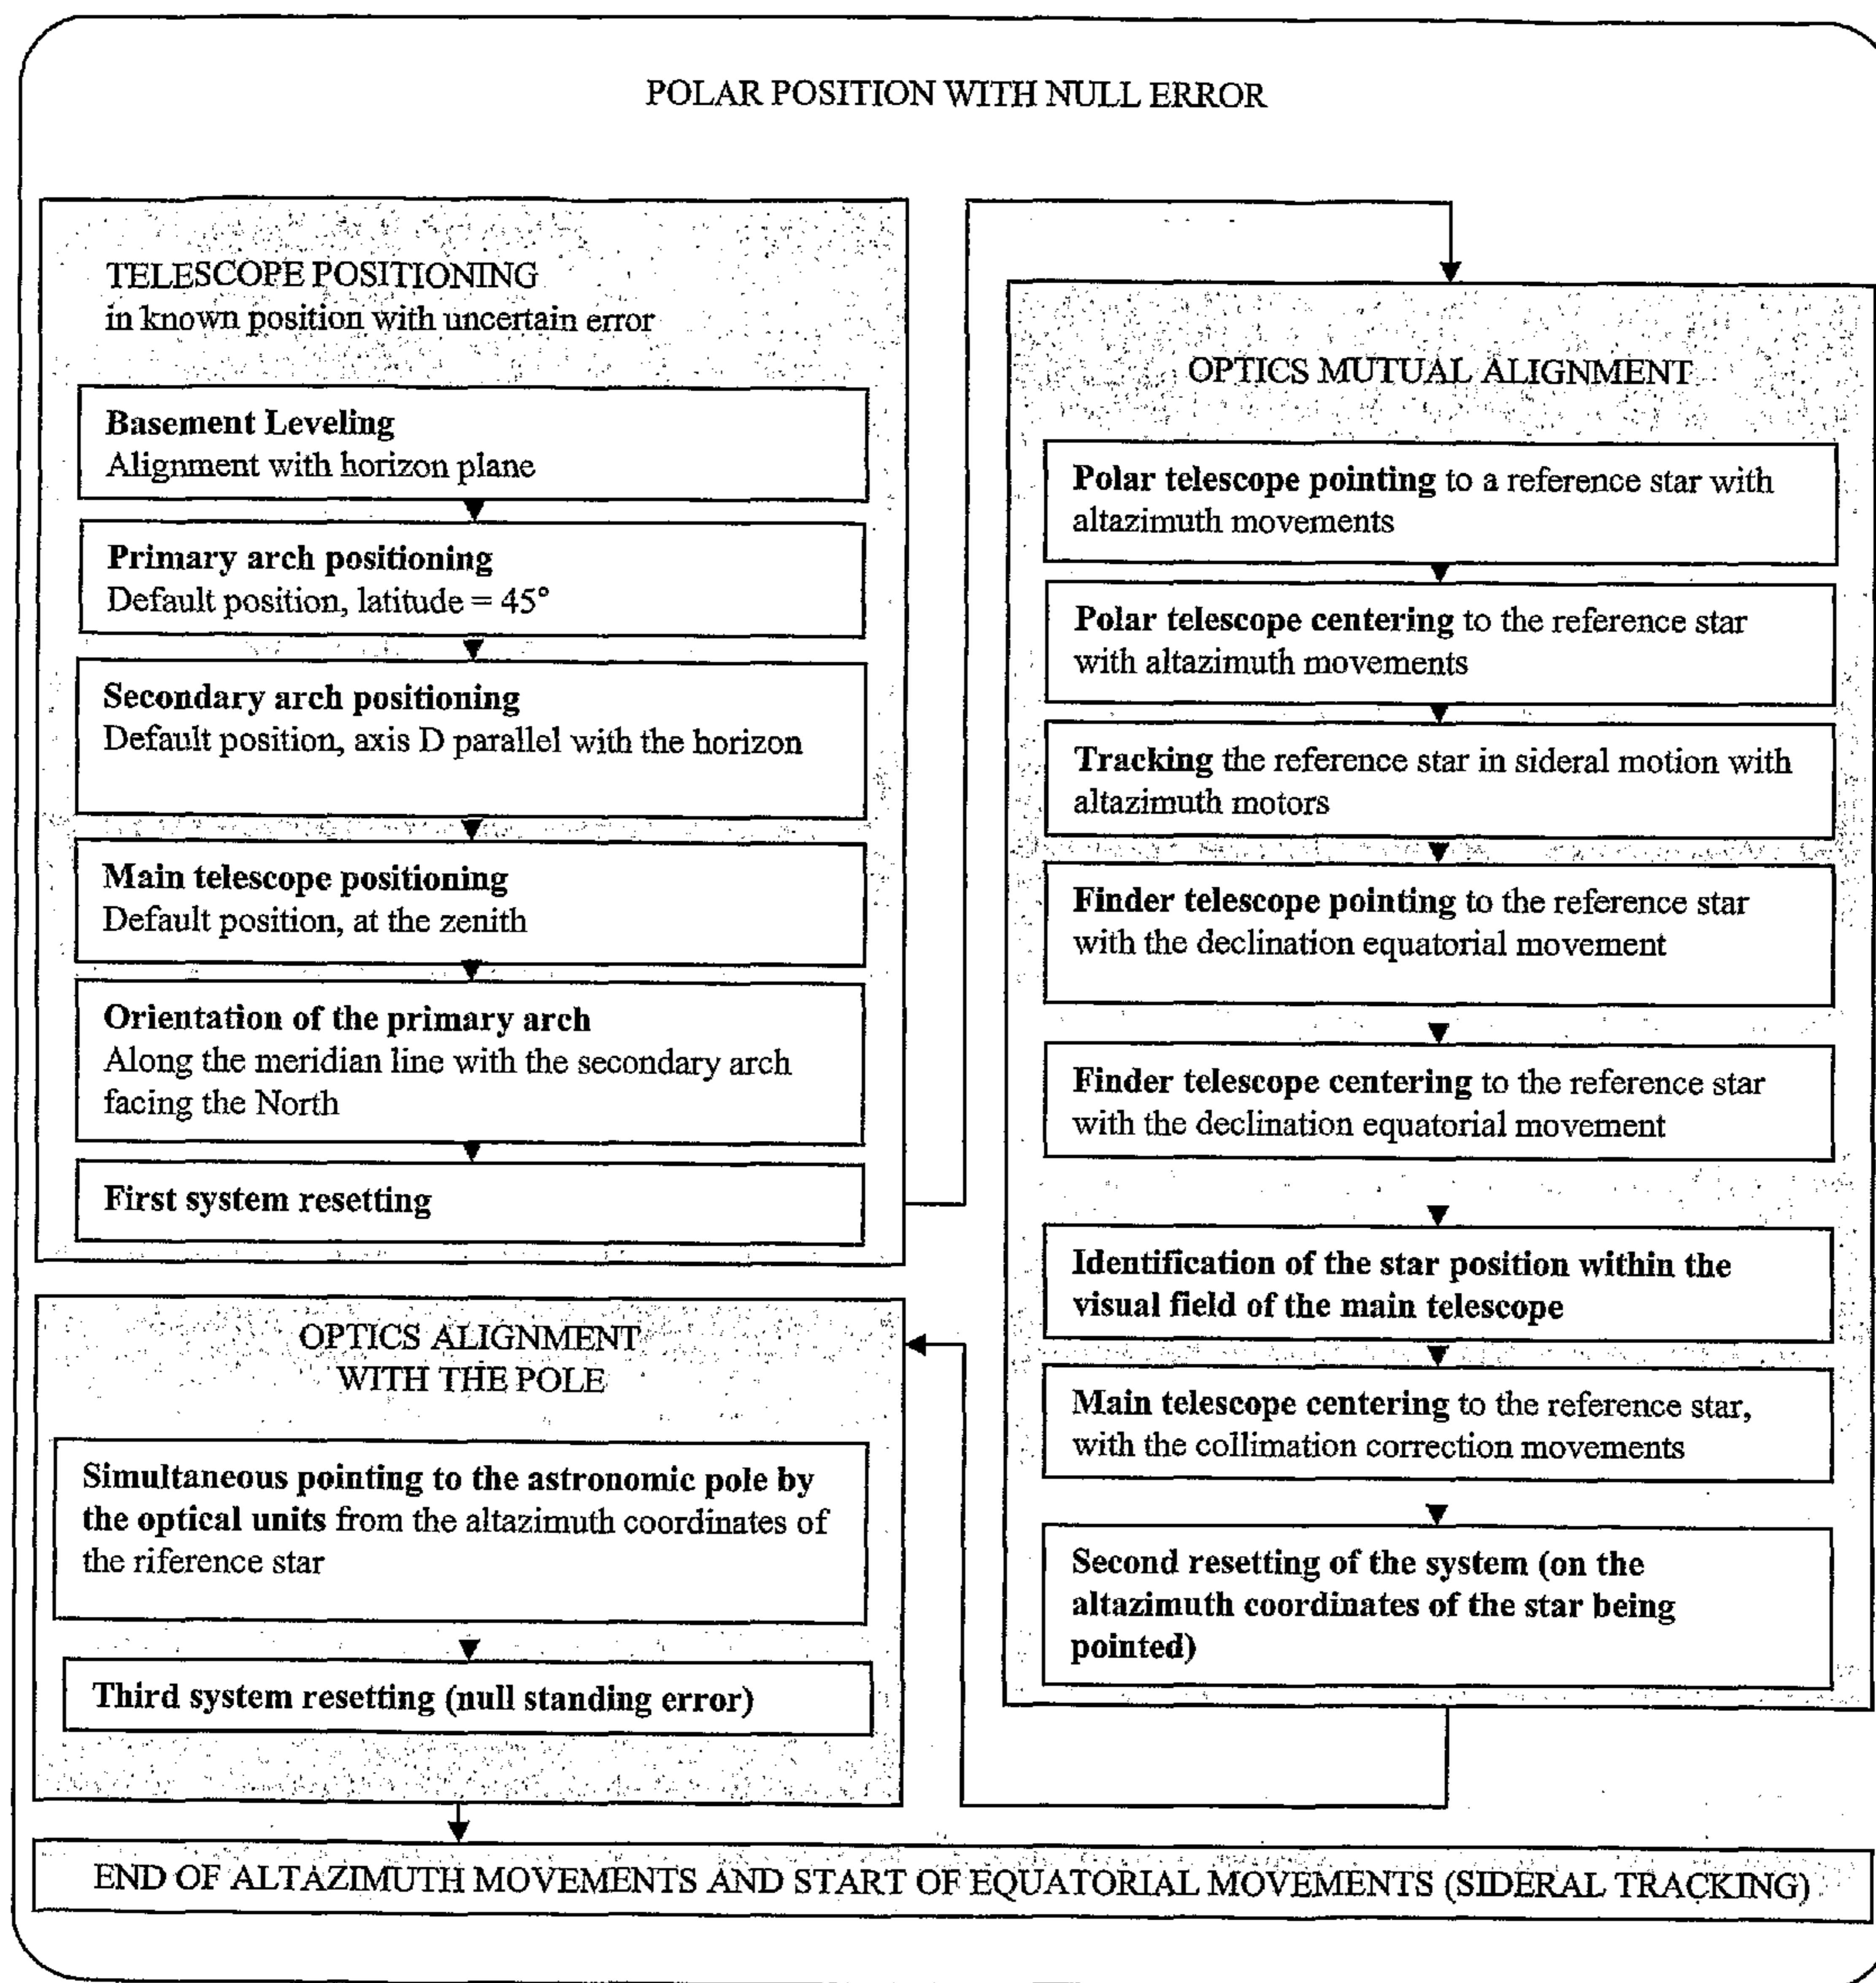 POLAR POSITION WITH NULL ERROR
TELESCOPE POSITIONING
in known position with uncertain error
Basement Leveling
Alignment with horizon plane
Primary arch positioning
Default position, latitude = 45°
Secondary arch positioning
Default position, axis D parallel with the horizon
Main telescope positioning
Default position, at the zenith
Orientation of the primary arch
Along the meridian line with the secondary arch
facing the North
First system resetting
OPTICS MUTUAL ALIGNMENT
Polar telescope pointing to a reference star with
altazimuth movements
Polar telescope centering to the reference star
with altazimuth movements
Tracking the reference star in sideral motion with
altazimuth motors
Finder telescope pointing to the reference star
with the declination equatorial movement
Finder telescope centering to the reference star
with the declination equatorial movement
Identification of the star position within the
visual field of the main telescope
Main telescope centering to the reference star,
with the collimation correction movements
Second resetting of the system (on the
altazimuth coordinates of the star being
pointed)
OPTICS ALIGNMENT
WITH THE POLE
Simultaneous pointing to the astronomic pole by
the optical units from the altazimuth coordinates of
the riference star
Third system resetting (null standing error)
END OF ALTAZIMUTH MOVEMENTS AND START OF EQUATORIAL MOVEMENTS (SIDERAL TRACKING)